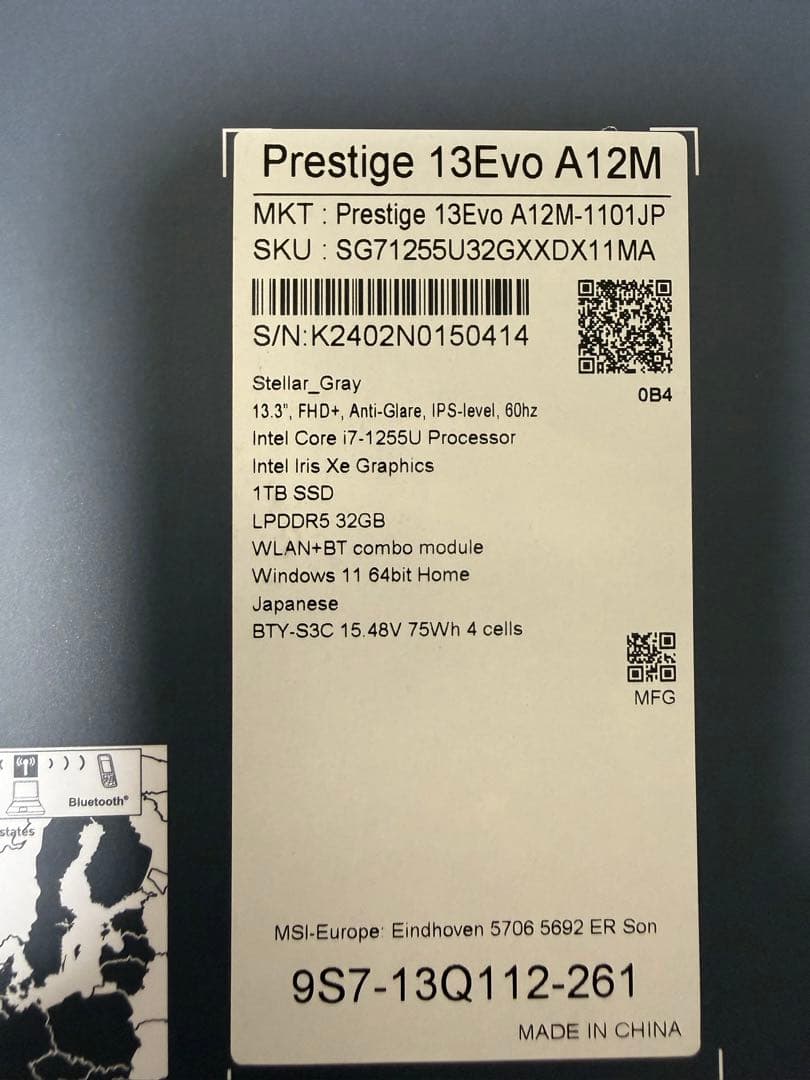 Prestige 13Evo A12M
MKT : Prestige 13Evo A12M-1101JP
SKU : SG71255U32GXXDX11MA
S/N:K2402N0150414
0B4
Stellar_Gray
13.3", FHD+, Anti-Glare, IPS-level, 60hz
Intel Core i7-1255U Processor
Intel Iris Xe Graphics
1TB SSD
LPDDR5 32GB
WLAN+BT combo module
Windows 11 64bit Home
Japanese
BTY-S3C 15.48V 75Wh 4 cells
MFG
Bluetooth®
states
MSI-Europe: Eindhoven 5706 5692 ER Son
9S7-13Q112-261
MADE IN CHINA